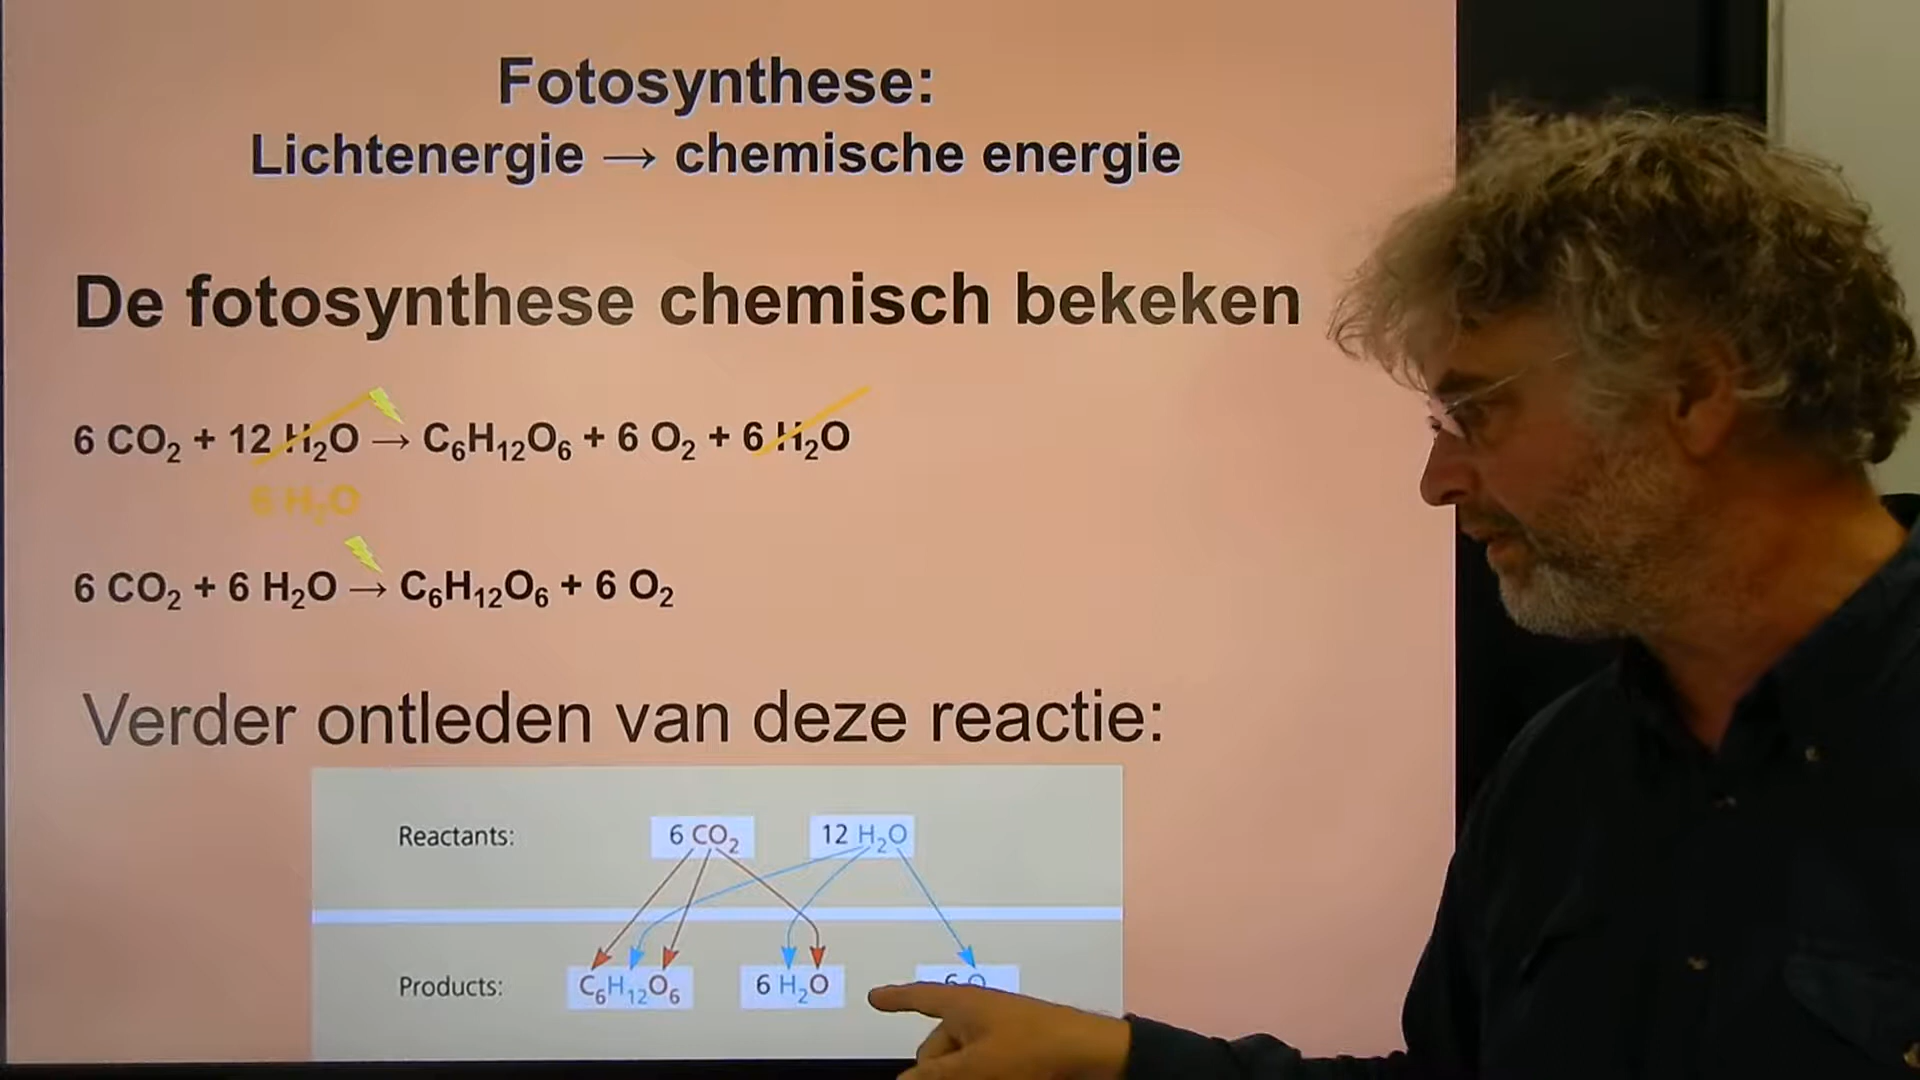 Fotosynthese:
Lichtenergie → chemische energie
De fotosynthese chemisch bekeken
6 CO₂ + 12 H₂O → C₆H₁₂O₆ + 6 O₂ + 6 H₂O
6 H₂O
6 CO₂ + 6 H₂O → C₆H₁₂O₆ + 6 O₂
Verder ontleden van deze reactie:
Reactants: 6 CO₂ 12 H₂O
Products: C₆H₁₂O₆ 6 H₂O